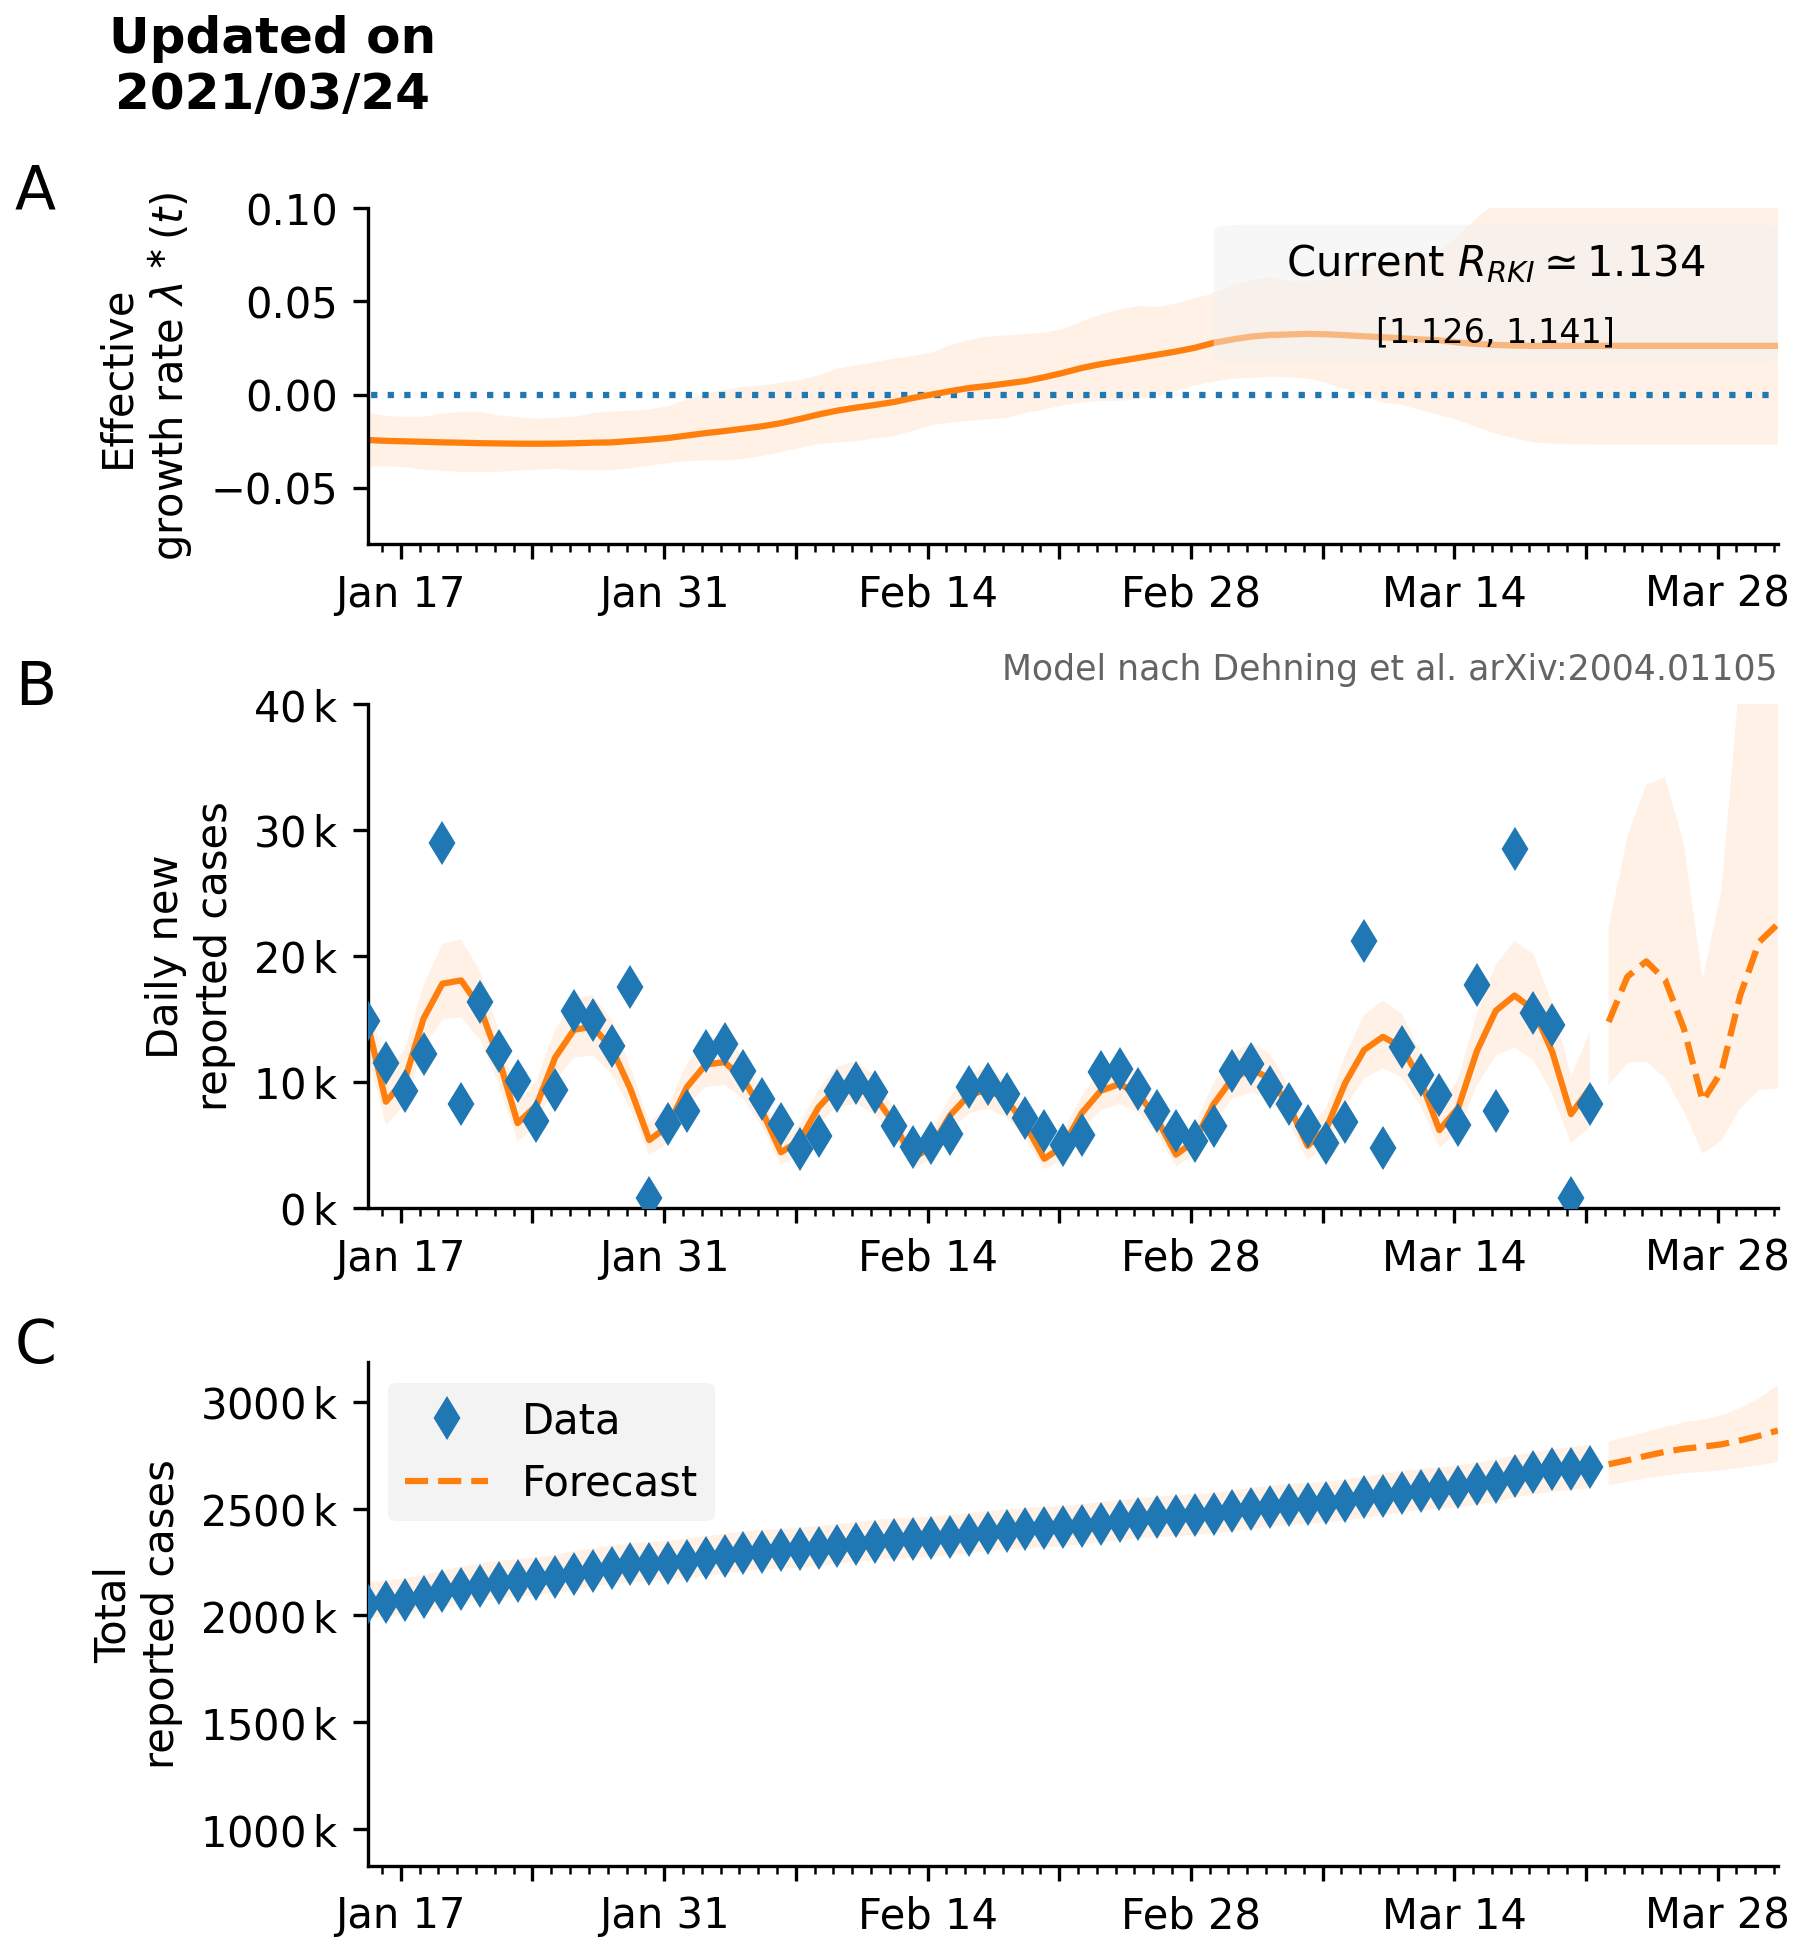 Updated on
2021/03/24
A
Effective
growth rate λ*(t)
0.10
0.05
0.00
−0.05
Current R_RKI ≃ 1.134
[1.126, 1.141]
Jan 17
Jan 31
Feb 14
Feb 28
Mar 14
Mar 28
Model nach Dehning et al. arXiv:2004.01105
B
Daily new
reported cases
40 k
30 k
20 k
10 k
0 k
Jan 17
Jan 31
Feb 14
Feb 28
Mar 14
Mar 28
C
Total
reported cases
3000 k
2500 k
2000 k
1500 k
1000 k
Data
Forecast
Jan 17
Jan 31
Feb 14
Feb 28
Mar 14
Mar 28